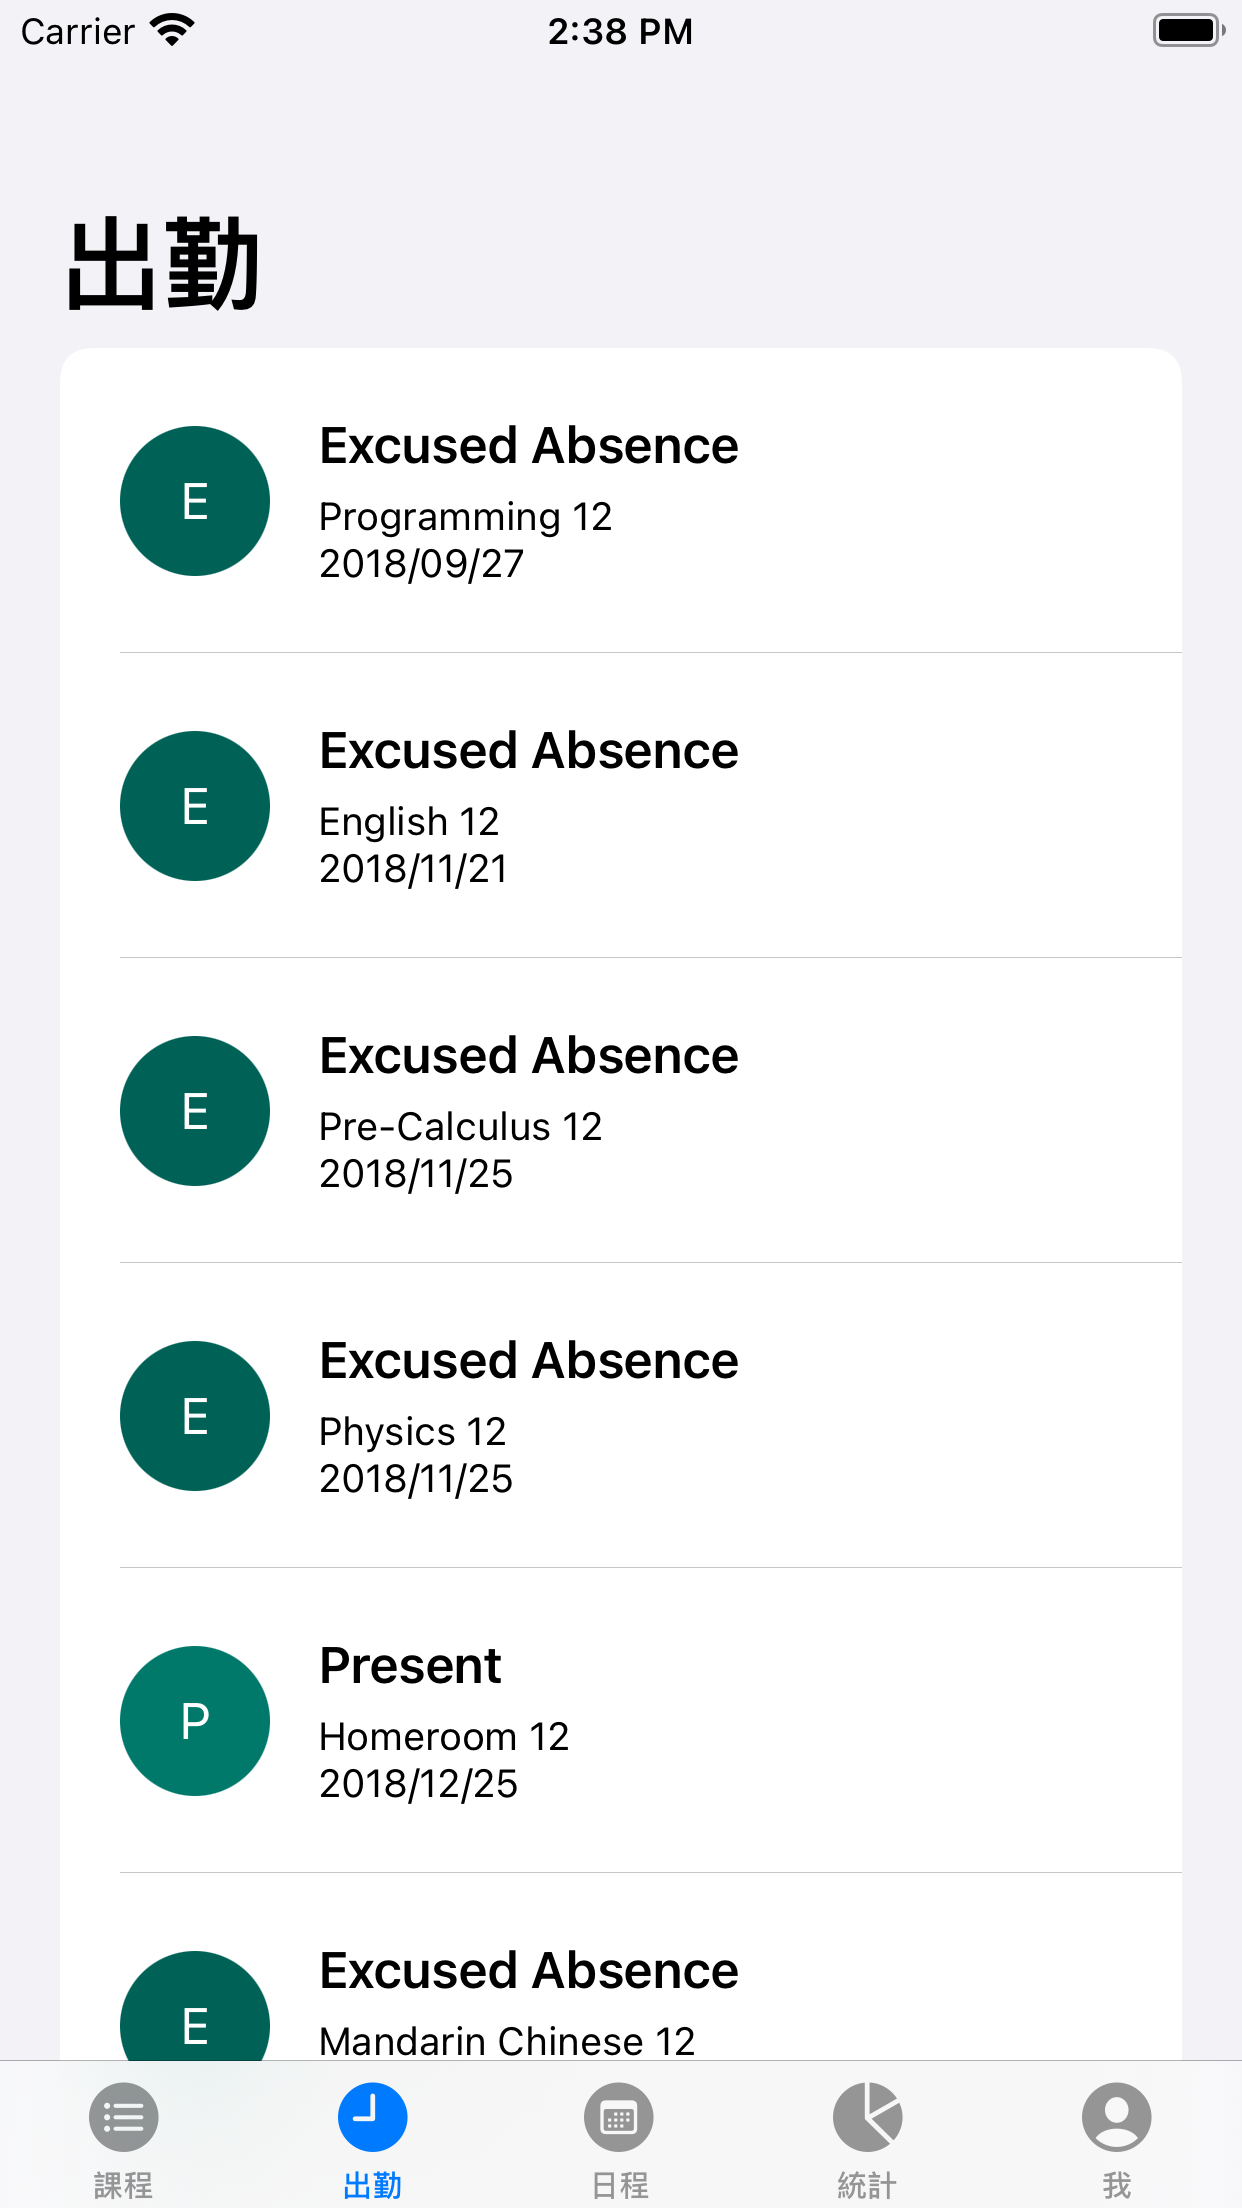 Carrier 2:38 PM
出勤
E
Excused Absence
Programming 12
2018/09/27
E
Excused Absence
English 12
2018/11/21
E
Excused Absence
Pre-Calculus 12
2018/11/25
E
Excused Absence
Physics 12
2018/11/25
P
Present
Homeroom 12
2018/12/25
E
Excused Absence
Mandarin Chinese 12
課程 出勤 日程 統計 我